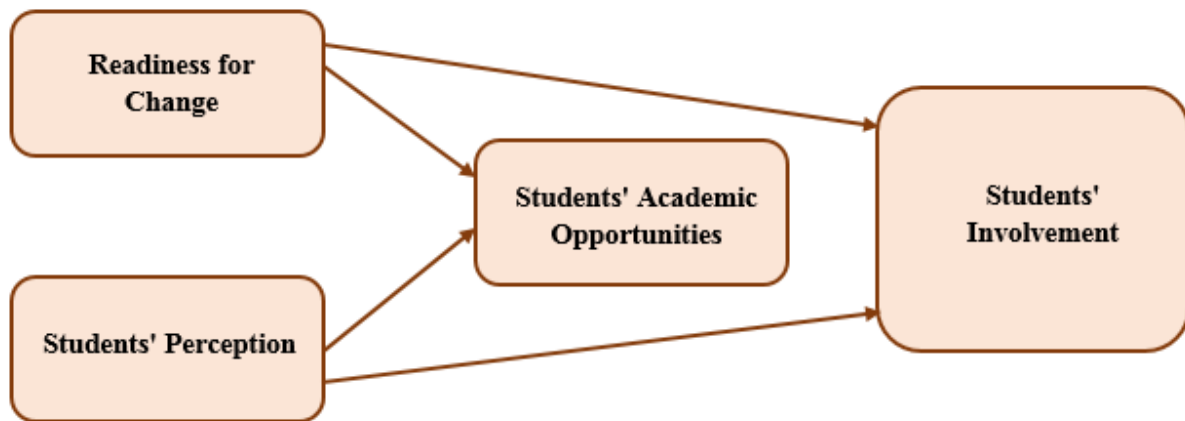 Readiness for
Change
Students' Academic
Opportunities
Students'
Involvement
Students' Perception